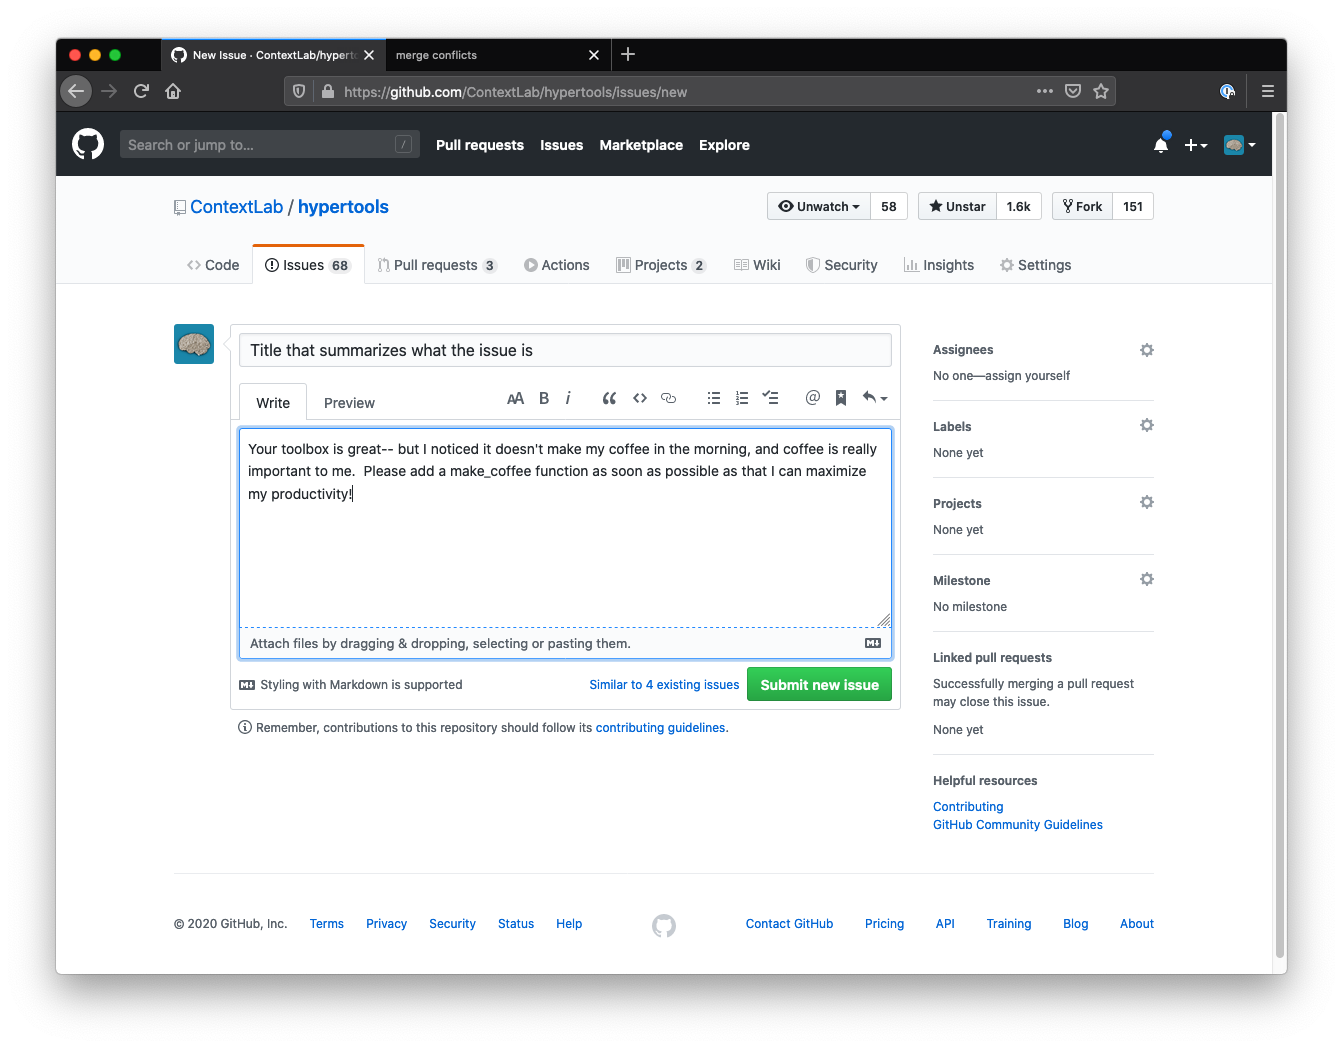 New Issue · ContextLab/hyperto
merge conflicts
https://github.com/ContextLab/hypertools/issues/new
Search or jump to... /
Pull requests Issues Marketplace Explore
ContextLab / hypertools
Unwatch 58 Unstar 1.6k Fork 151
Code Issues 68 Pull requests 3 Actions Projects 2 Wiki Security Insights Settings
Title that summarizes what the issue is
Write Preview AA B i @
Your toolbox is great-- but I noticed it doesn't make my coffee in the morning, and coffee is really
important to me.  Please add a make_coffee function as soon as possible as that I can maximize
my productivity!
Attach files by dragging & dropping, selecting or pasting them.
Styling with Markdown is supported
Similar to 4 existing issues
Submit new issue
Remember, contributions to this repository should follow its contributing guidelines.
Assignees
No one—assign yourself
Labels
None yet
Projects
None yet
Milestone
No milestone
Linked pull requests
Successfully merging a pull request
may close this issue.
None yet
Helpful resources
Contributing
GitHub Community Guidelines
© 2020 GitHub, Inc. Terms Privacy Security Status Help Contact GitHub Pricing API Training Blog About